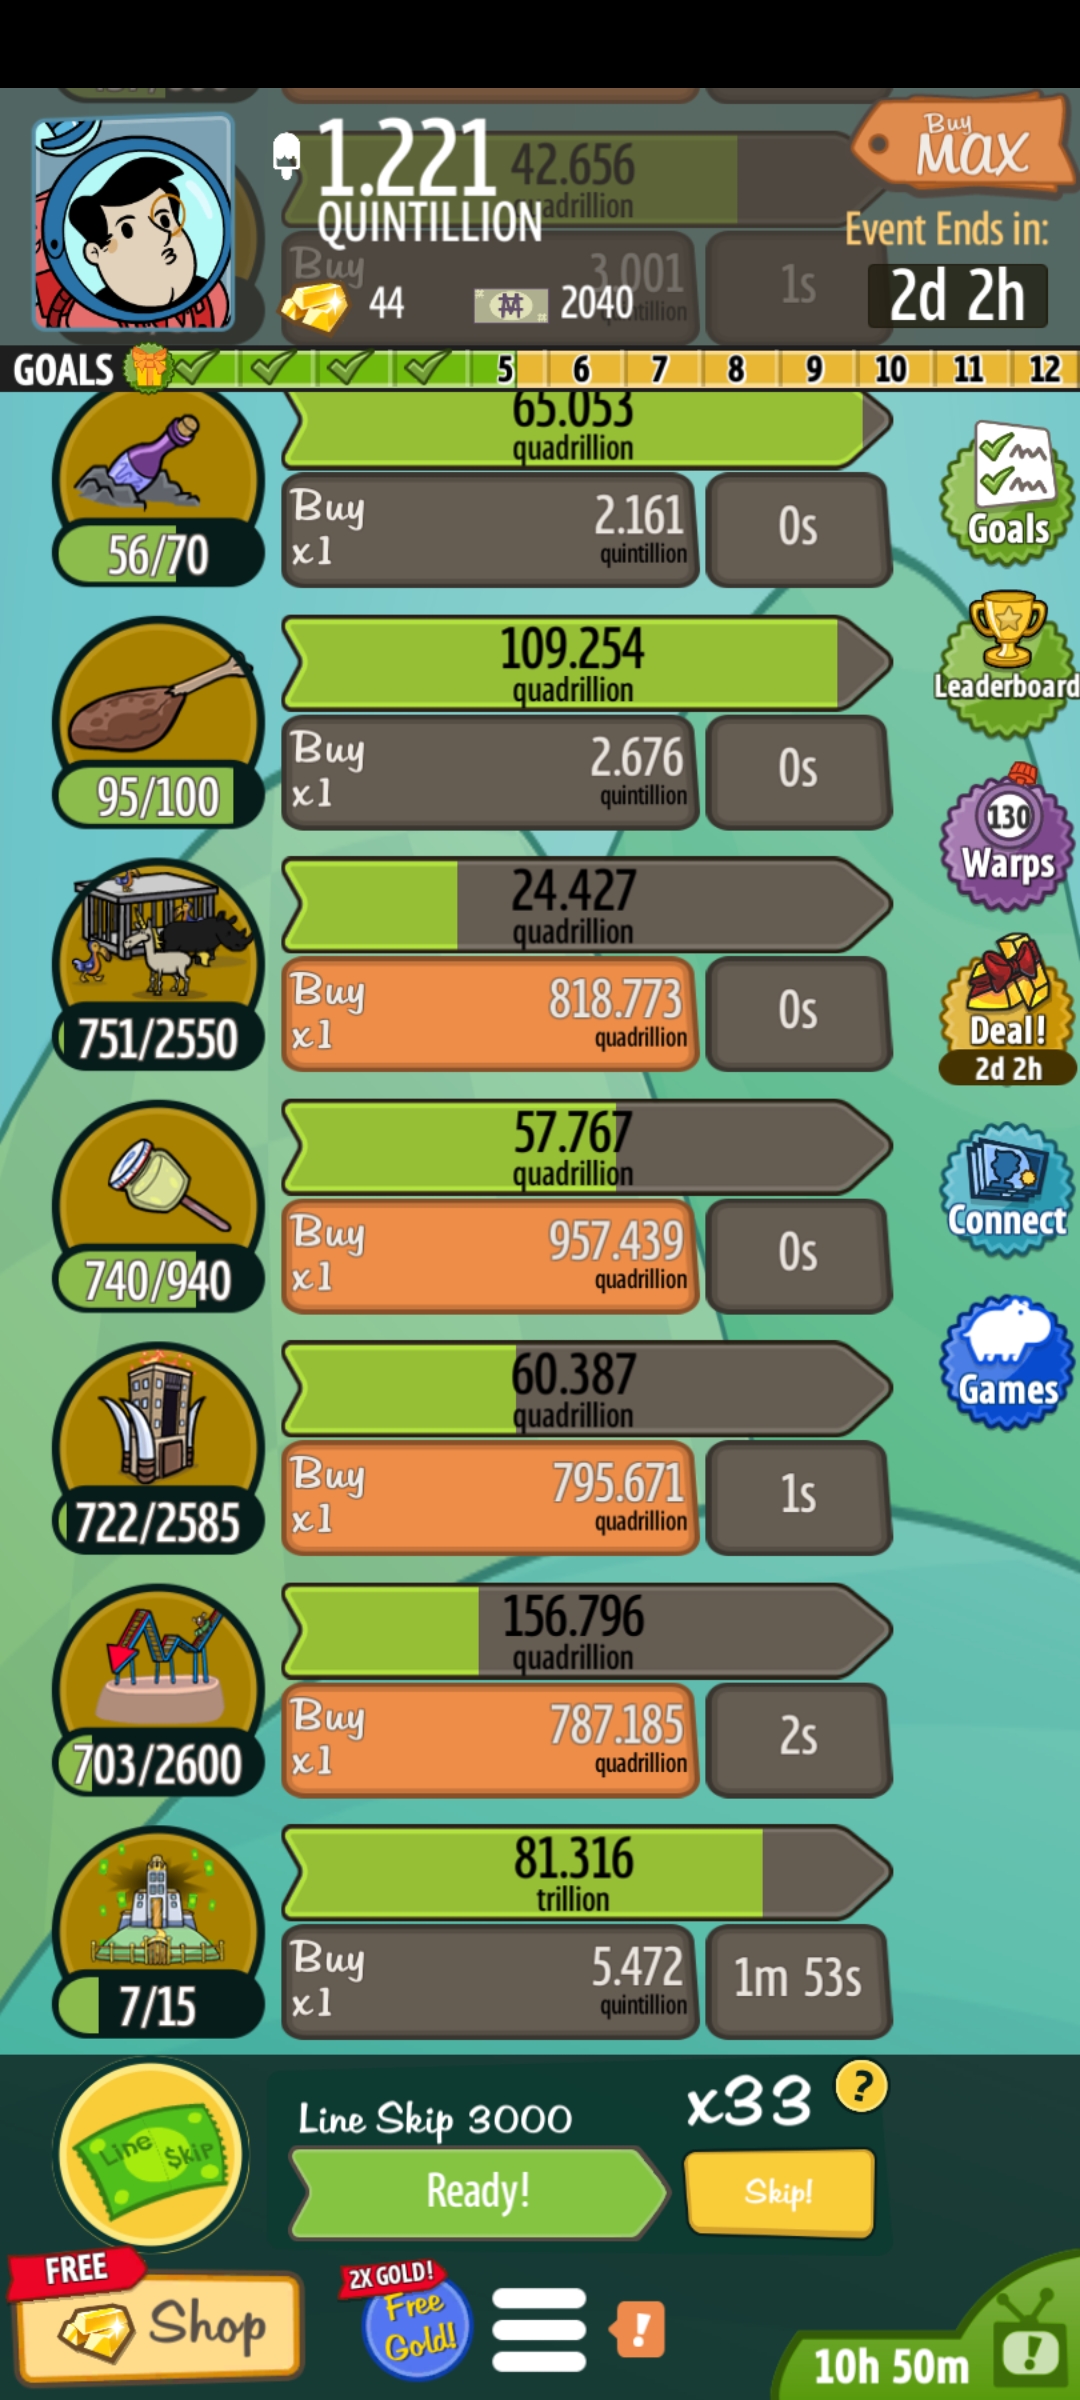 1.221
QUINTILLION
42.656
quadrillion
Buy
MAX
Event Ends in:
2d 2h
Buy
3.001
1s
44
2040
GOALS
5
6
7
8
9
10
11
12
65.053
quadrillion
Buy
x1
2.161
quintillion
0s
56/70
Goals
109.254
quadrillion
Buy
x1
2.676
quintillion
0s
95/100
Leaderboard
130
Warps
24.427
quadrillion
Buy
x1
818.773
quadrillion
0s
751/2550
Deal!
2d 2h
57.767
quadrillion
Buy
x1
957.439
quadrillion
0s
740/940
Connect
60.387
quadrillion
Buy
x1
795.671
quadrillion
1s
722/2585
Games
156.796
quadrillion
Buy
x1
787.185
quadrillion
2s
703/2600
81.316
trillion
Buy
x1
5.472
quintillion
1m 53s
7/15
Line $kip
Line Skip 3000
x33
?
Ready!
Skip!
FREE
Shop
2X GOLD!
Free
Gold!
!
10h 50m
!